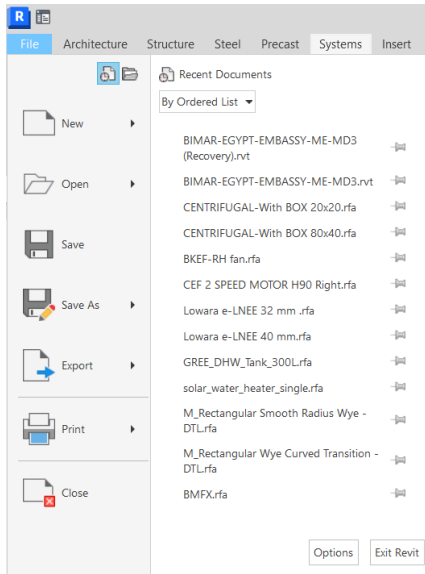 R
File Architecture Structure Steel Precast Systems Insert
Recent Documents
By Ordered List
New
Open
Save
Save As
Export
Print
Close
BIMAR-EGYPT-EMBASSY-ME-MD3
(Recovery).rvt
BIMAR-EGYPT-EMBASSY-ME-MD3.rvt
CENTRIFUGAL-With BOX 20x20.rfa
CENTRIFUGAL-With BOX 80x40.rfa
BKEF-RH fan.rfa
CEF 2 SPEED MOTOR H90 Right.rfa
Lowara e-LNEE 32 mm .rfa
Lowara e-LNEE 40 mm.rfa
GREE_DHW_Tank_300L.rfa
solar_water_heater_single.rfa
M_Rectangular Smooth Radius Wye -
DTL.rfa
M_Rectangular Wye Curved Transition -
DTL.rfa
BMFX.rfa
Options Exit Revit